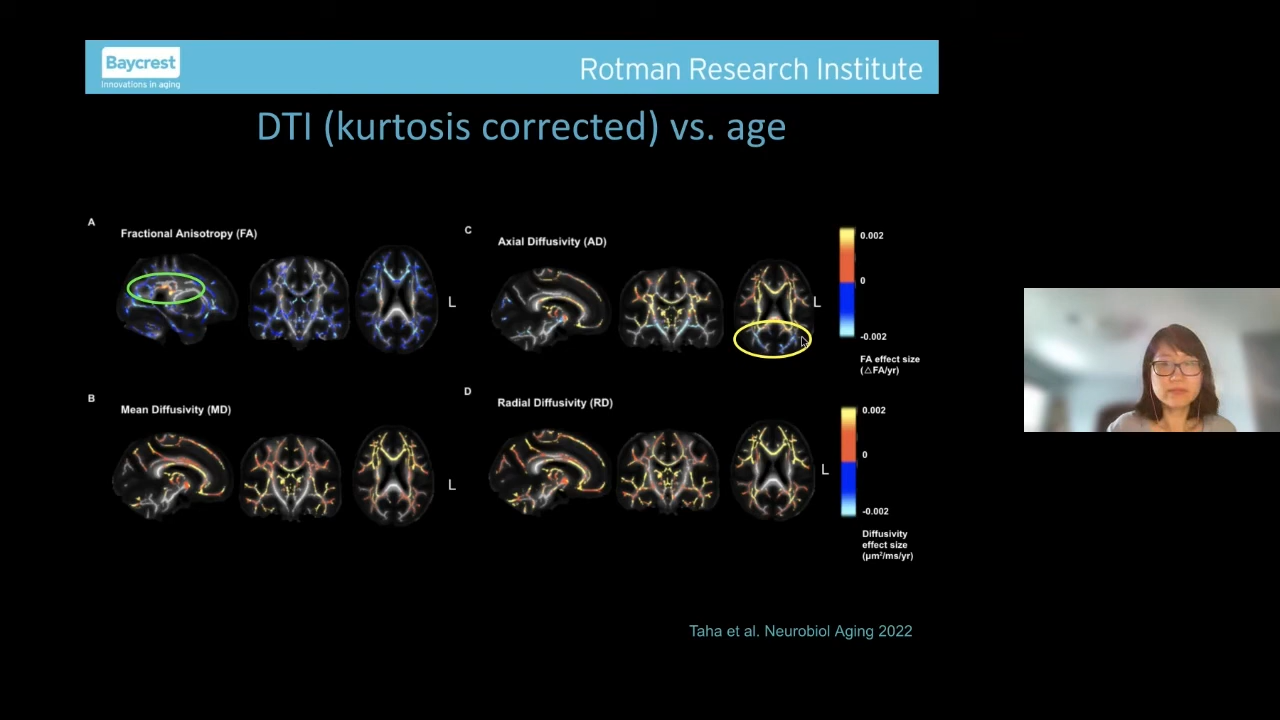 Baycrest
Innovations in aging
Rotman Research Institute
DTI (kurtosis corrected) vs. age
A
Fractional Anisotropy (FA)
L
C
Axial Diffusivity (AD)
L
0.002
0
-0.002
FA effect size
(△FA/yr)
B
Mean Diffusivity (MD)
L
D
Radial Diffusivity (RD)
L
0.002
0
-0.002
Diffusivity
effect size
(µm²/ms/yr)
Taha et al. Neurobiol Aging 2022